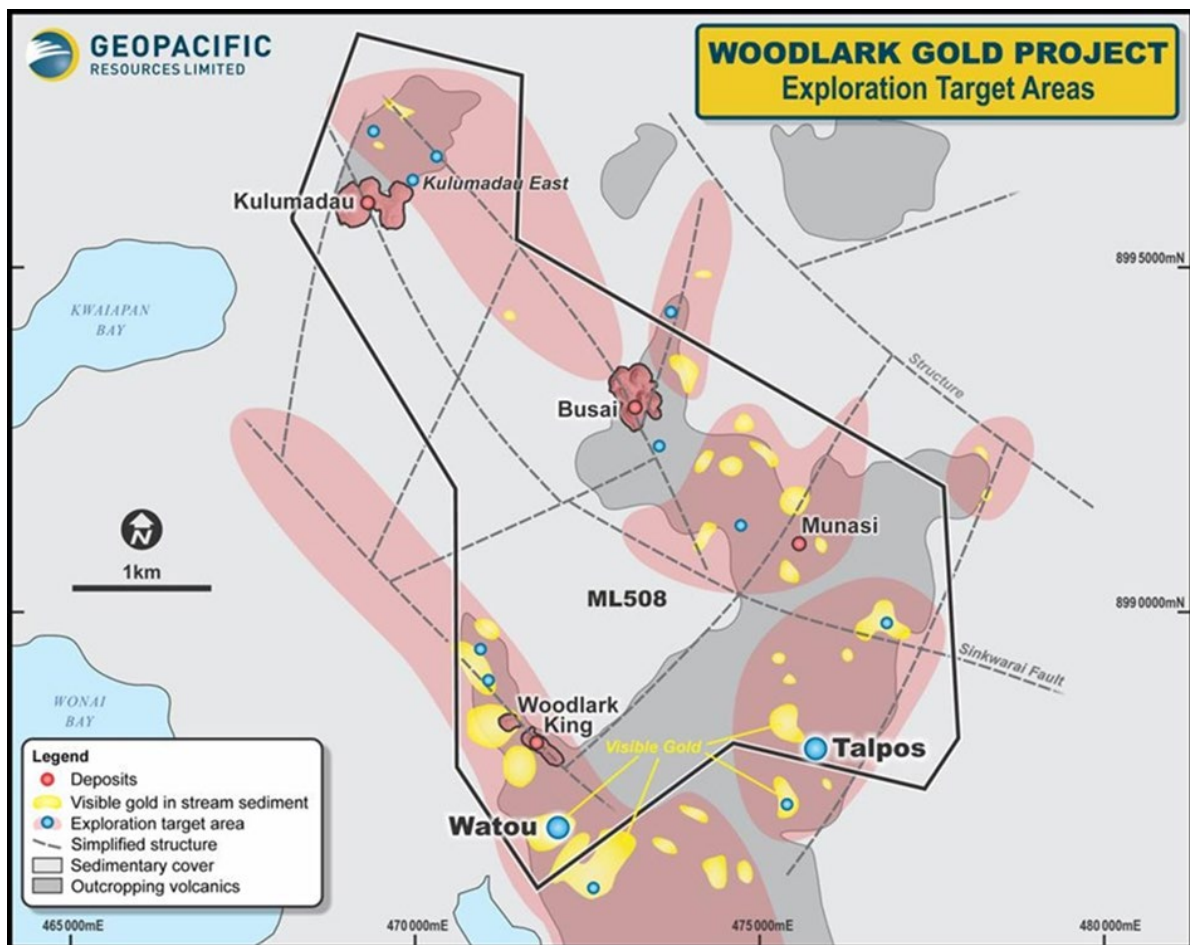 GEOPACIFIC
RESOURCES LIMITED
WOODLARK GOLD PROJECT
Exploration Target Areas
Kulumadau East
Kulumadau
899 5000mN
KWAIAPAN
BAY
Structure
Busai
N
Munasi
1km
ML508
899 0000mN
Sinkwarai Fault
WONAI
BAY
Woodlark
King
Visible Gold
Talpos
Watou
Legend
Deposits
Visible gold in stream sediment
Exploration target area
Simplified structure
Sedimentary cover
Outcropping volcanics
465 000mE
470 000mE
475 000mE
480 000mE